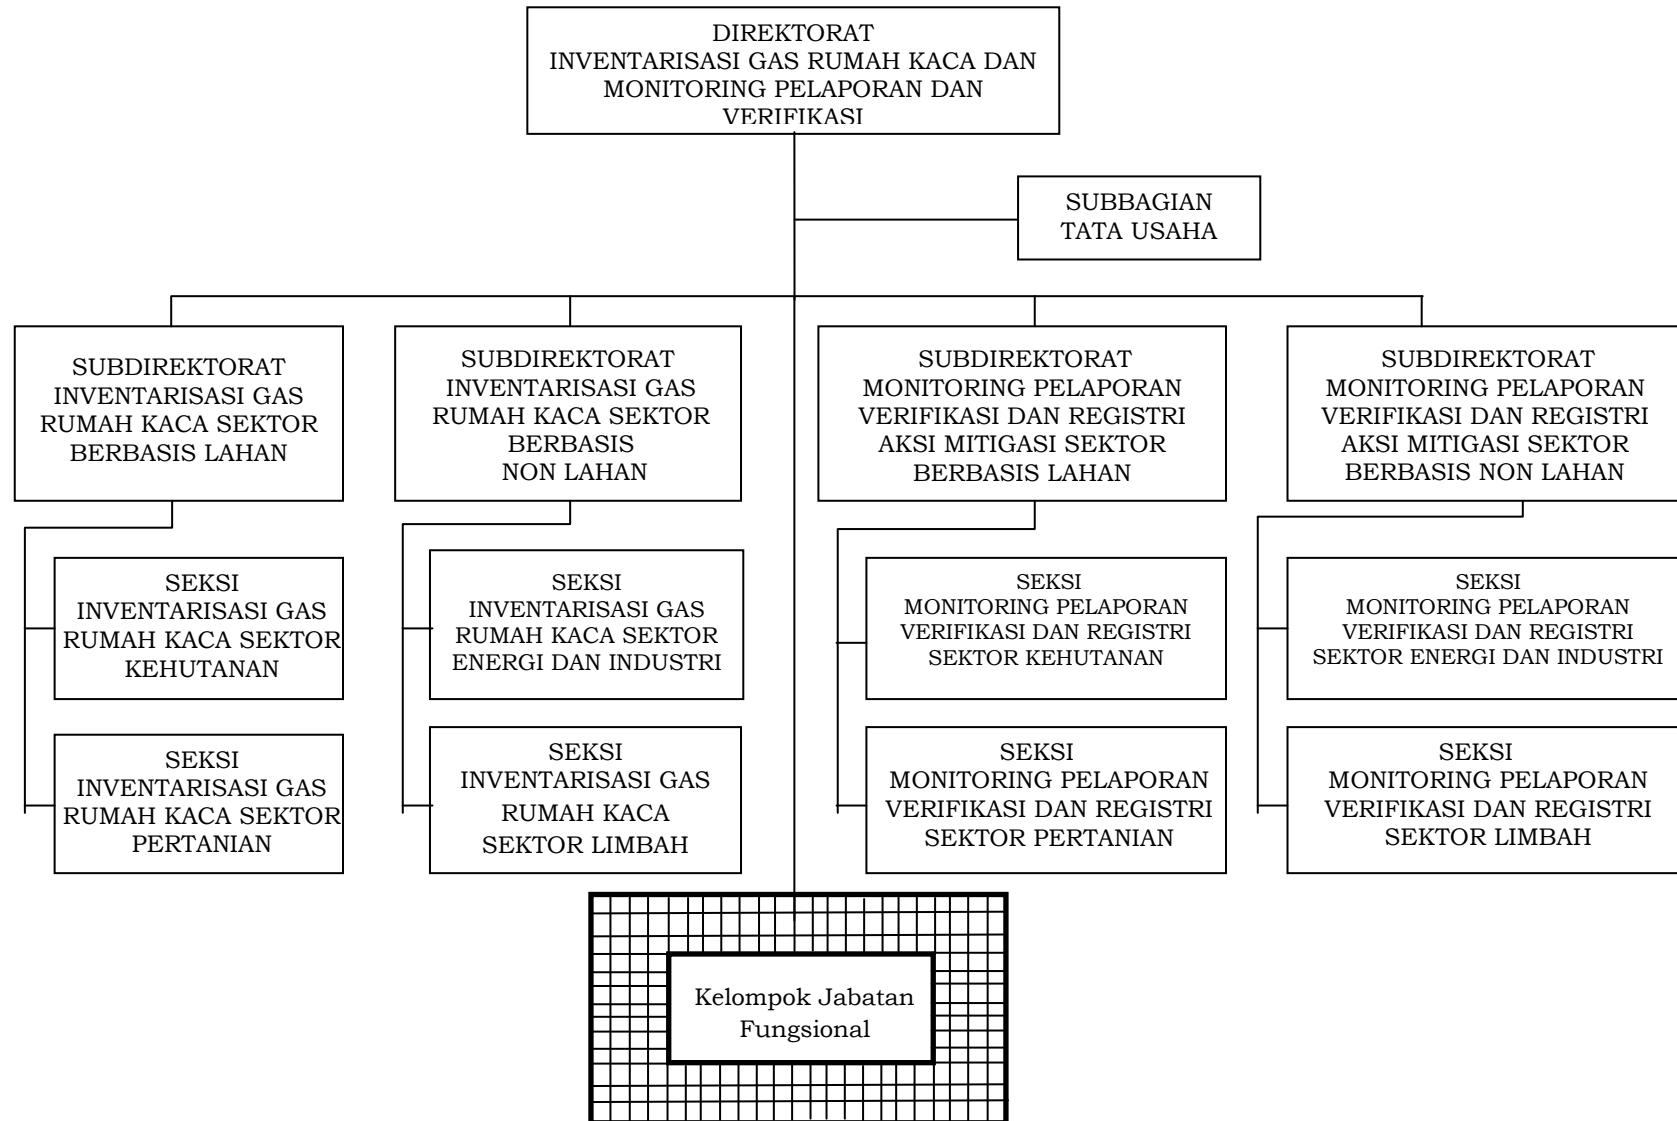 DIREKTORAT
INVENTARISASI GAS RUMAH KACA DAN
MONITORING PELAPORAN DAN
VERIFIKASI
SUBBAGIAN
TATA USAHA
SUBDIREKTORAT
INVENTARISASI GAS
RUMAH KACA SEKTOR
BERBASIS LAHAN
SUBDIREKTORAT
INVENTARISASI GAS
RUMAH KACA SEKTOR
BERBASIS
NON LAHAN
SUBDIREKTORAT
MONITORING PELAPORAN
VERIFIKASI DAN REGISTRI
AKSI MITIGASI SEKTOR
BERBASIS LAHAN
SUBDIREKTORAT
MONITORING PELAPORAN
VERIFIKASI DAN REGISTRI
AKSI MITIGASI SEKTOR
BERBASIS NON LAHAN
SEKSI
INVENTARISASI GAS
RUMAH KACA SEKTOR
KEHUTANAN
SEKSI
INVENTARISASI GAS
RUMAH KACA SEKTOR
ENERGI DAN INDUSTRI
SEKSI
MONITORING PELAPORAN
VERIFIKASI DAN REGISTRI
SEKTOR KEHUTANAN
SEKSI
MONITORING PELAPORAN
VERIFIKASI DAN REGISTRI
SEKTOR ENERGI DAN INDUSTRI
SEKSI
INVENTARISASI GAS
RUMAH KACA SEKTOR
PERTANIAN
SEKSI
INVENTARISASI GAS
RUMAH KACA
SEKTOR LIMBAH
SEKSI
MONITORING PELAPORAN
VERIFIKASI DAN REGISTRI
SEKTOR PERTANIAN
SEKSI
MONITORING PELAPORAN
VERIFIKASI DAN REGISTRI
SEKTOR LIMBAH
Kelompok Jabatan
Fungsional